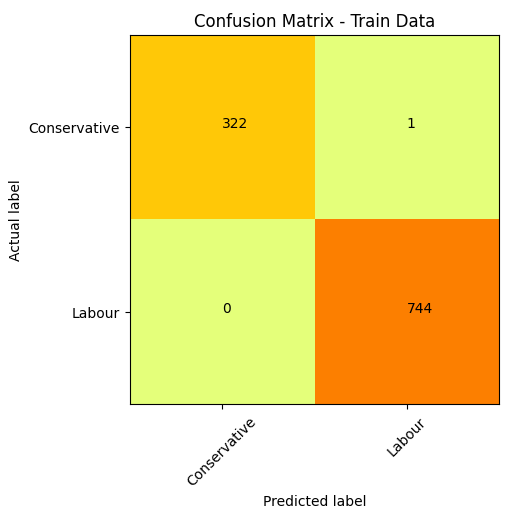 Confusion Matrix - Train Data
Actual label
Conservative
322
1
Labour
0
744
Conservative
Labour
Predicted label